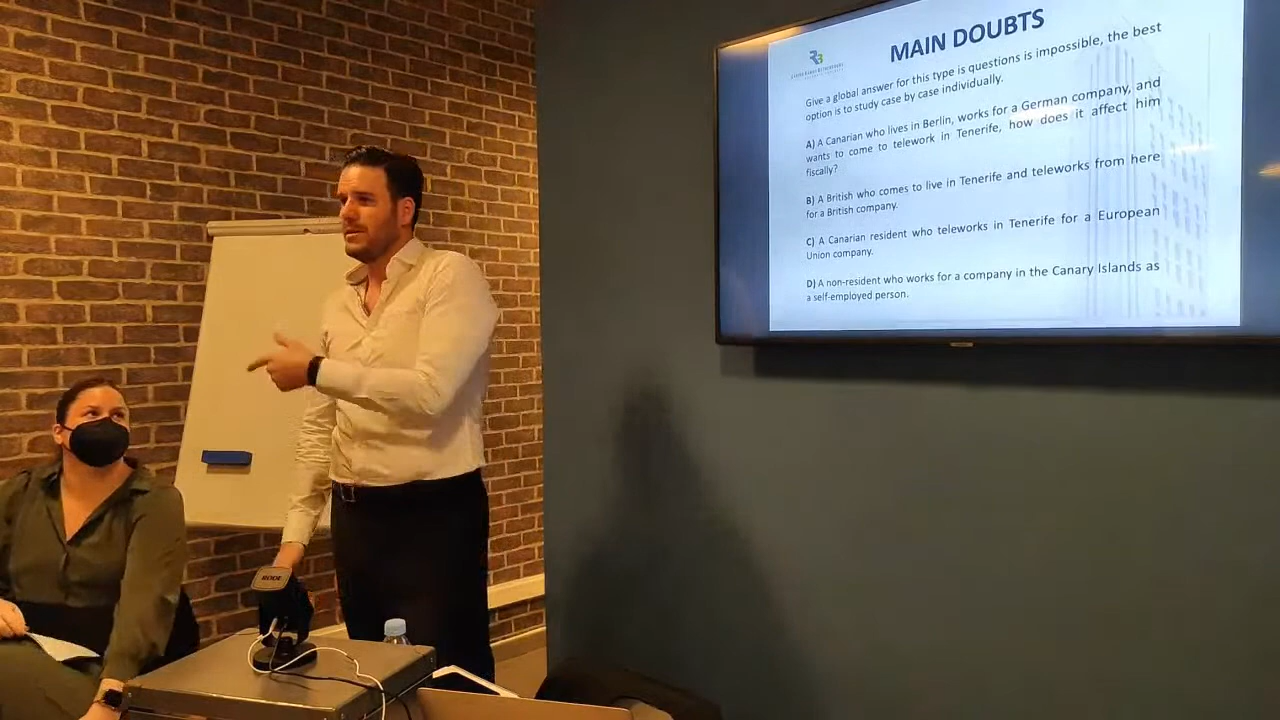 MAIN DOUBTS
RB
Give a global answer for this type is questions is impossible, the best
option is to study case by case individually.
A) A Canarian who lives in Berlin, works for a German company, and
wants to come to telework in Tenerife, how does it affect him
fiscally?
B) A British who comes to live in Tenerife and teleworks from here
for a British company.
C) A Canarian resident who teleworks in Tenerife for a European
Union company.
D) A non-resident who works for a company in the Canary Islands as
a self-employed person.
RODE